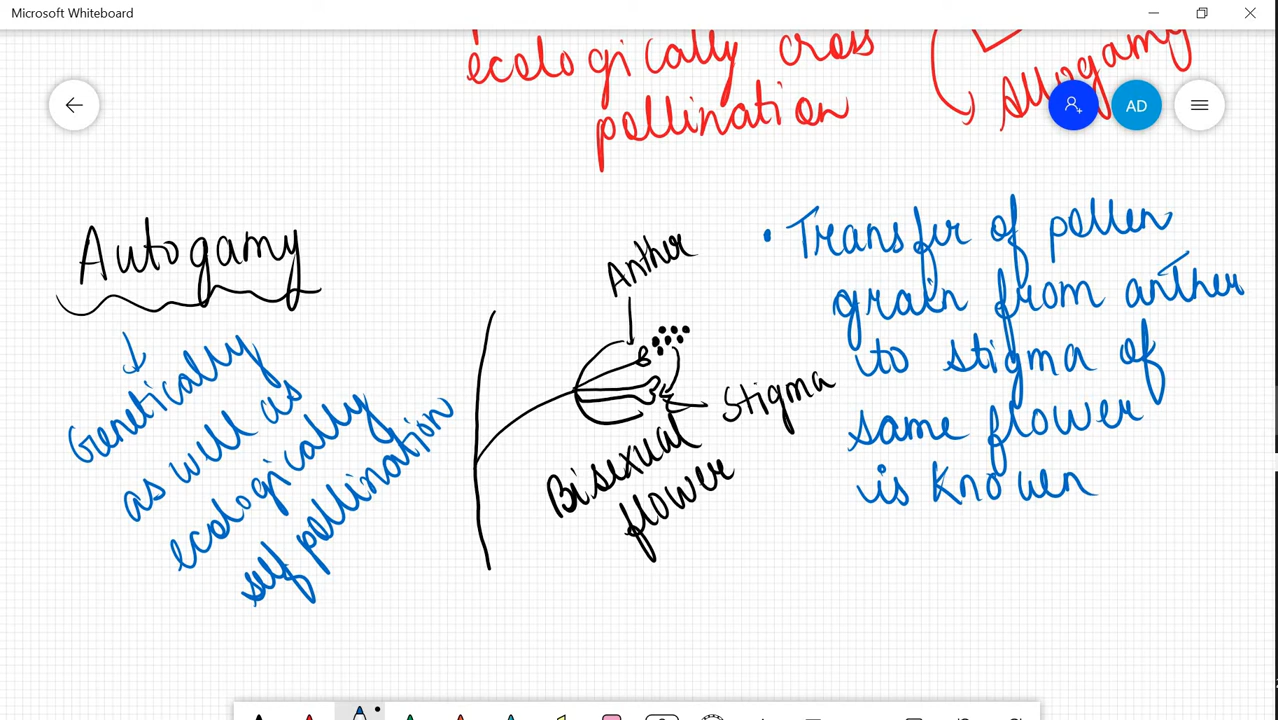 Microsoft Whiteboard
ecologically cross
pollination
AD
Autogamy
Genetically
as well as
ecologically
self pollination
Anther
Stigma
Bisexual
flower
• Transfer of pollen
grain from anther
to stigma of
same flower
is known